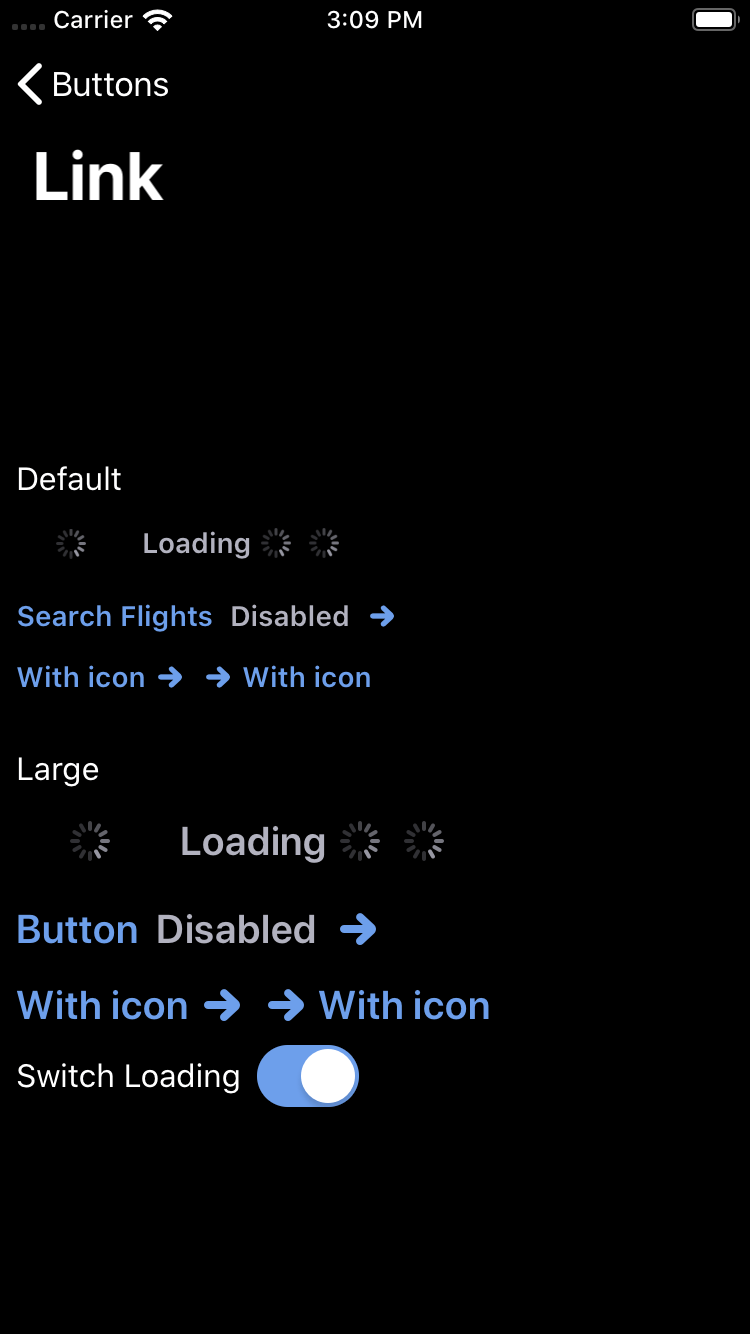 Carrier 3:09 PM
Buttons
Link
Default
Loading
Search Flights Disabled
With icon With icon
Large
Loading
Button Disabled
With icon With icon
Switch Loading